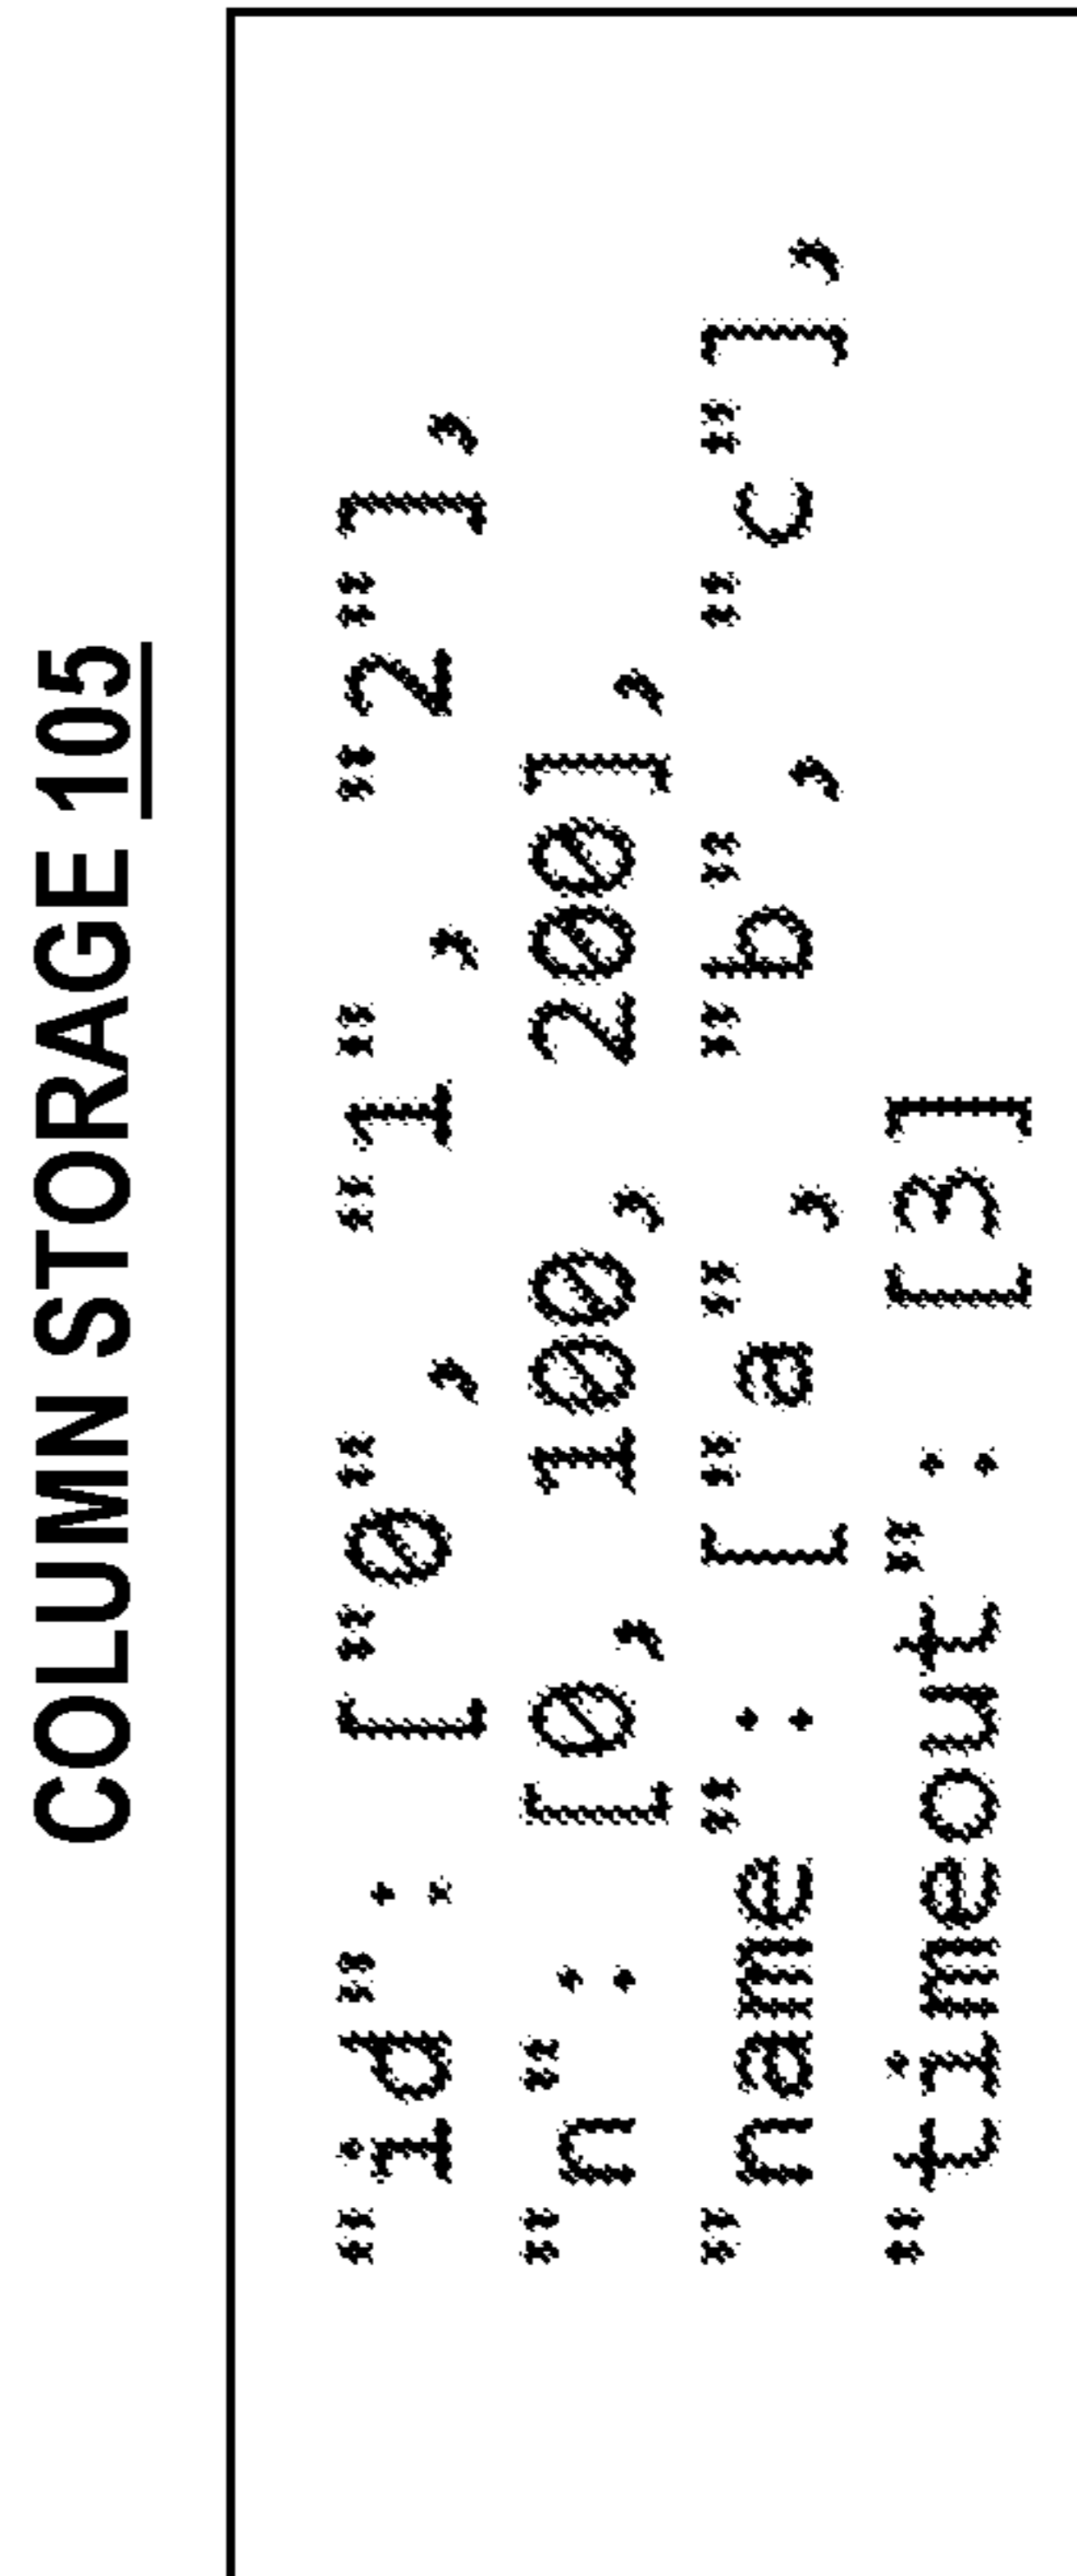 COLUMN STORAGE 105
"id": ["0", "1", "2"],
"n": [0, 100, 200],
"name": ["a", "b", "c"],
"timeout": [3]